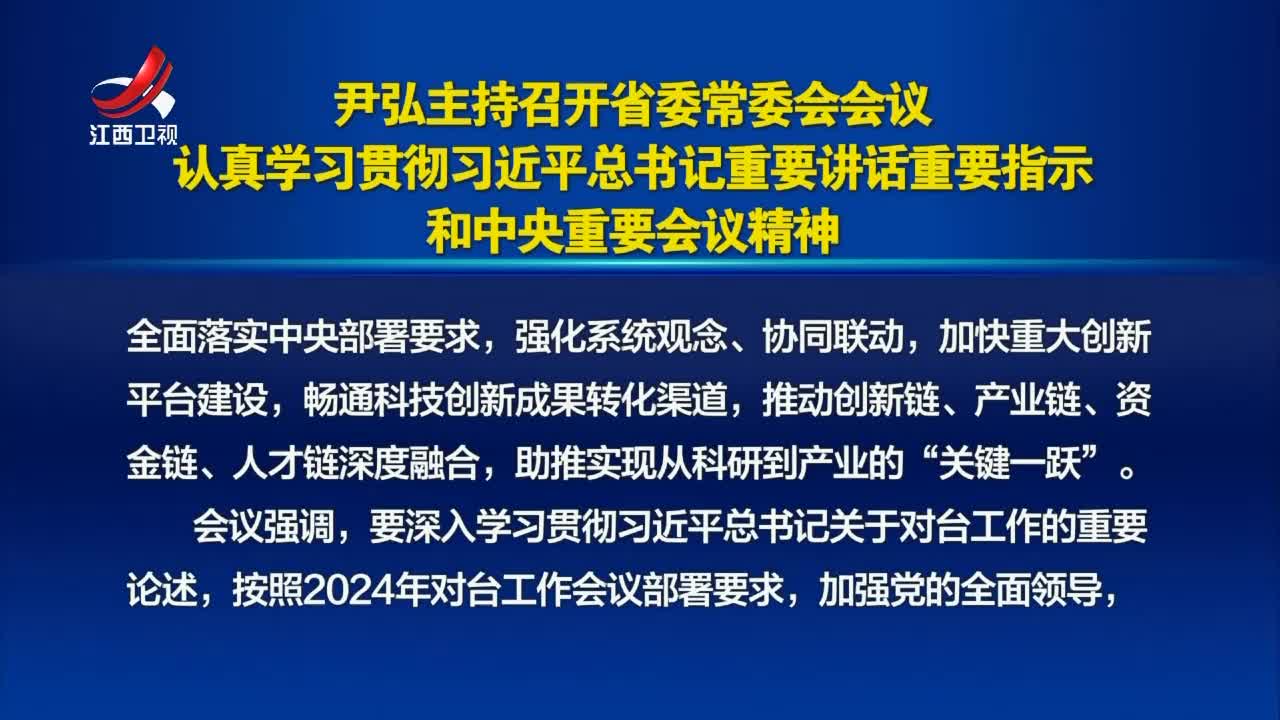 江西卫视
尹弘主持召开省委常委会会议
认真学习贯彻习近平总书记重要讲话重要指示
和中央重要会议精神
全面落实中央部署要求，强化系统观念、协同联动，加快重大创新
平台建设，畅通科技创新成果转化渠道，推动创新链、产业链、资
金链、人才链深度融合，助推实现从科研到产业的“关键一跃”。
会议强调，要深入学习贯彻习近平总书记关于对台工作的重要
论述，按照2024年对台工作会议部署要求，加强党的全面领导，